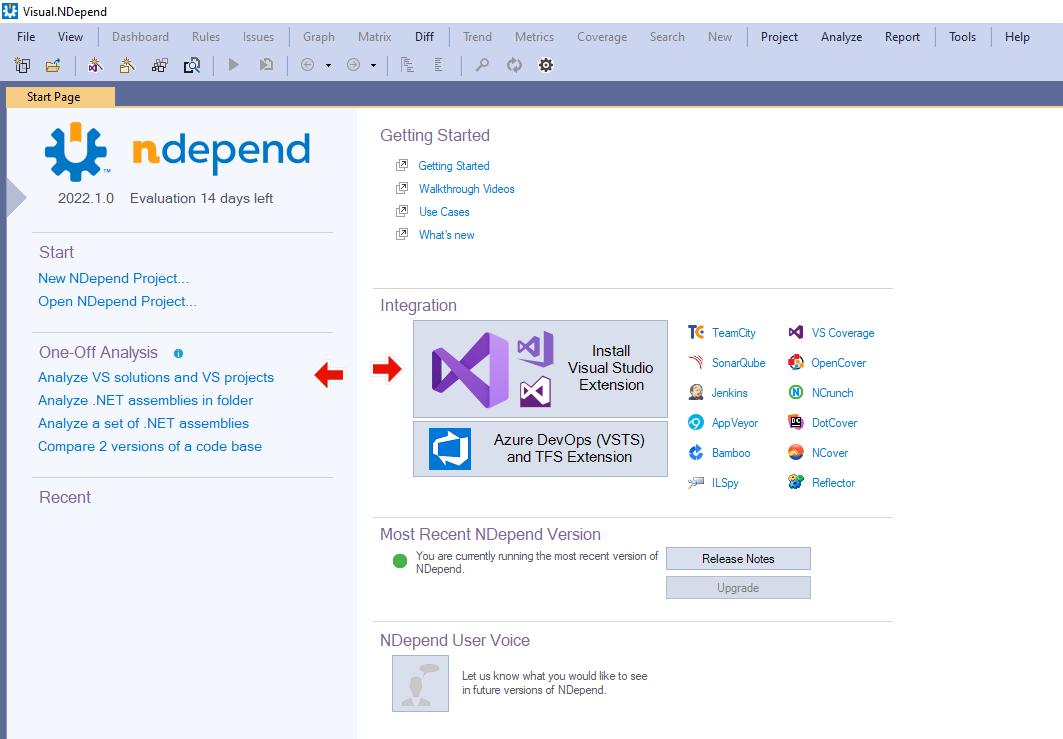 Visual.NDepend
File View Dashboard Rules Issues Graph Matrix Diff Trend Metrics Coverage Search New Project Analyze Report Tools Help
Start Page
ndepend™
2022.1.0 Evaluation 14 days left
Start
New NDepend Project...
Open NDepend Project...
One-Off Analysis
Analyze VS solutions and VS projects
Analyze .NET assemblies in folder
Analyze a set of .NET assemblies
Compare 2 versions of a code base
Recent
Getting Started
Getting Started
Walkthrough Videos
Use Cases
What's new
Integration
Install
Visual Studio
Extension
Azure DevOps (VSTS)
and TFS Extension
TeamCity
SonarQube
Jenkins
AppVeyor
Bamboo
ILSpy
VS Coverage
OpenCover
NCrunch
DotCover
NCover
Reflector
Most Recent NDepend Version
You are currently running the most recent version of
NDepend.
Release Notes
Upgrade
NDepend User Voice
Let us know what you would like to see
in future versions of NDepend.